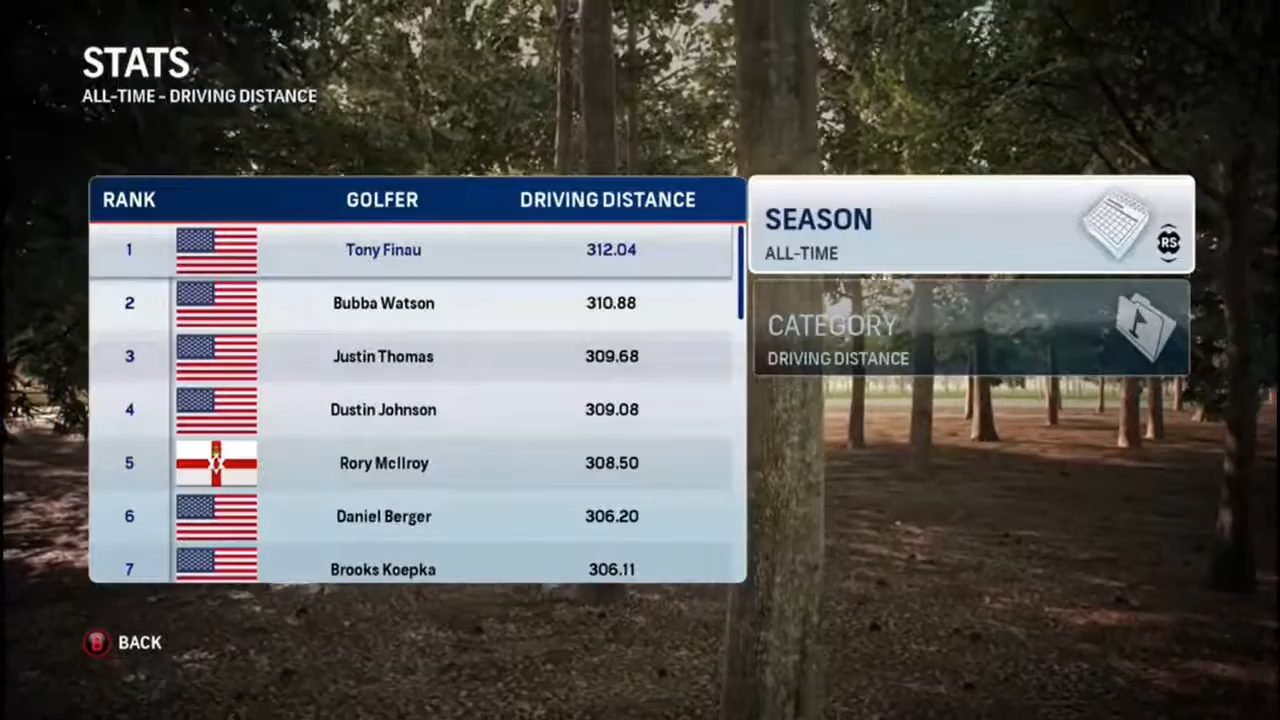 STATS
ALL-TIME - DRIVING DISTANCE
RANK GOLFER DRIVING DISTANCE
1 Tony Finau 312.04
2 Bubba Watson 310.88
3 Justin Thomas 309.68
4 Dustin Johnson 309.08
5 Rory McIlroy 308.50
6 Daniel Berger 306.20
7 Brooks Koepka 306.11
SEASON
ALL-TIME
RS
CATEGORY
DRIVING DISTANCE
B BACK